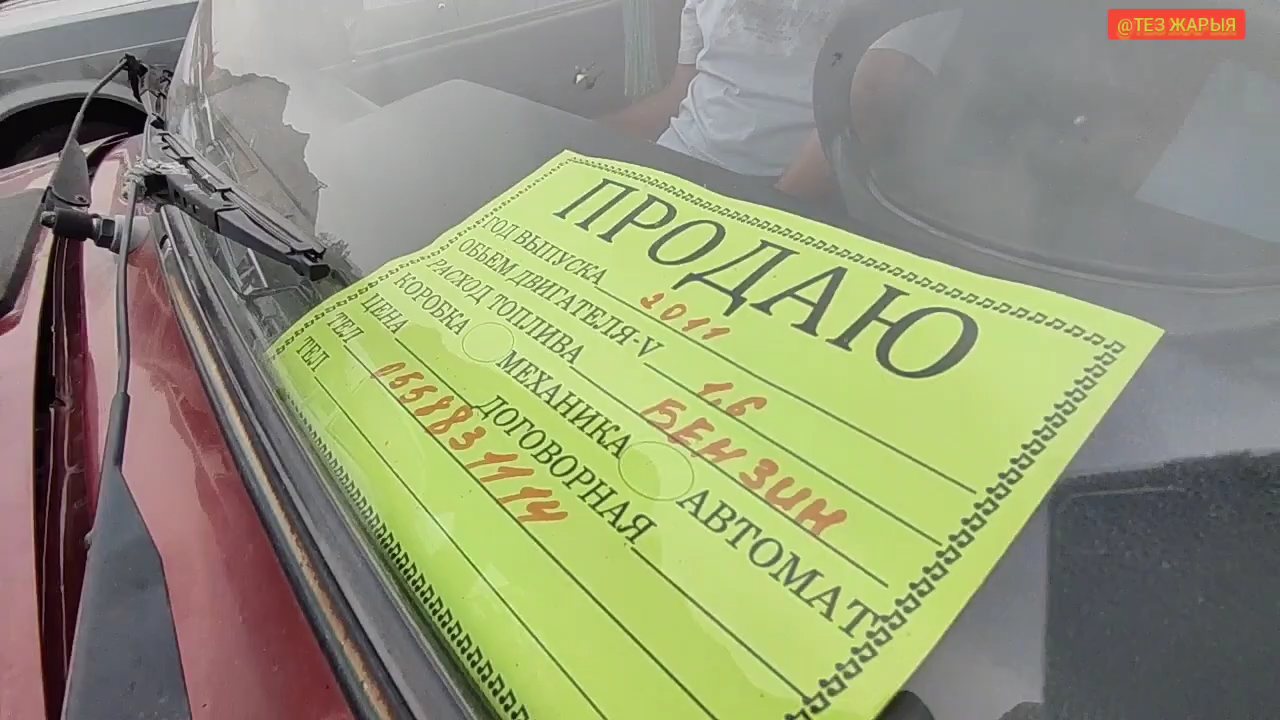 @ТЕЗ ЖАРЫЯ
ПРОДАЮ
ГОД ВЫПУСКА 2011
ОБЪЕМ ДВИГАТЕЛЯ-V 1,6
РАСХОД ТОПЛИВА БЕНЗИН
КОРОБКА МЕХАНИКА АВТОМАТ
ЦЕНА ДОГОВОРНАЯ
ТЕЛ 0558831114
ТЕЛ